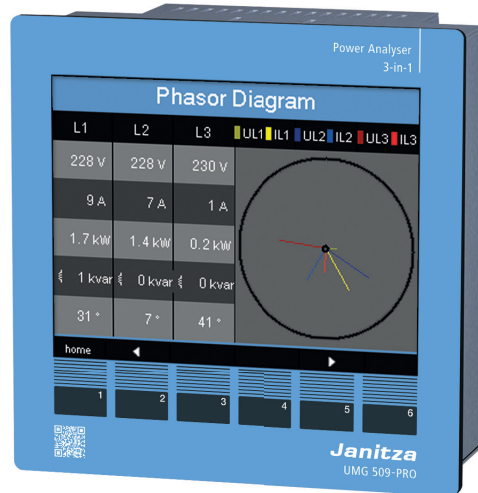 Power Analyser
3-in-1
Phasor Diagram
L1 L2 L3 UL1 IL1 UL2 IL2 UL3 IL3
228 V 228 V 230 V
9 A 7 A 1 A
1.7 kW 1.4 kW 0.2 kW
1 kvar 0 kvar 0 kvar
31 ° 7 ° 41 °
home
1 2 3 4 5 6
Janitza
UMG 509-PRO